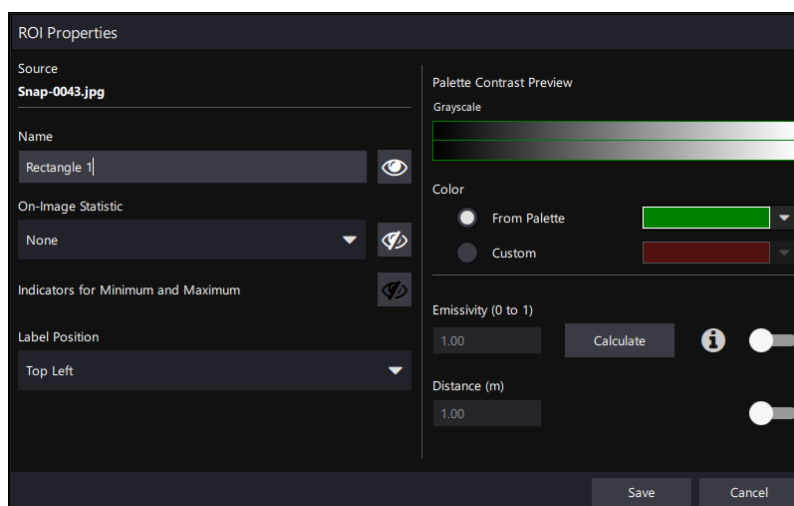 ROI Properties
Source
Snap-0043.jpg
Name
Rectangle 1
On-Image Statistic
None
Indicators for Minimum and Maximum
Label Position
Top Left
Palette Contrast Preview
Grayscale
Color
From Palette
Custom
Emissivity (0 to 1)
1.00
Calculate
Distance (m)
1.00
Save
Cancel